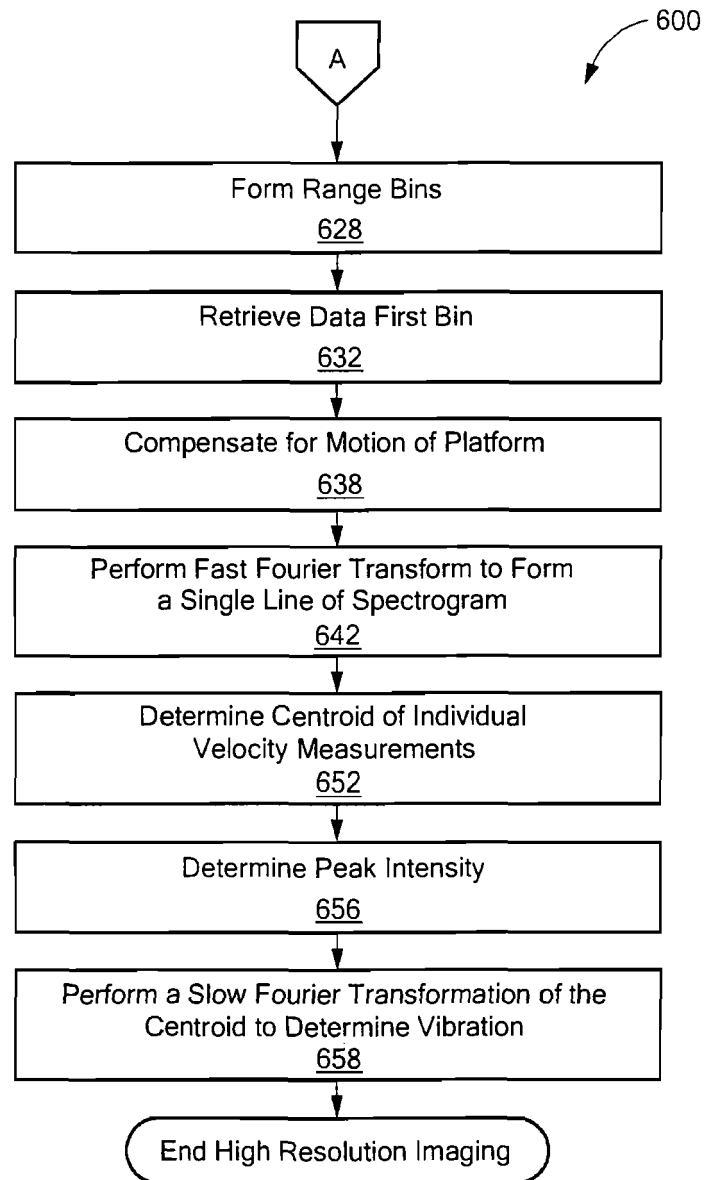 600
A
Form Range Bins
628
Retrieve Data First Bin
632
Compensate for Motion of Platform
638
Perform Fast Fourier Transform to Form
a Single Line of Spectrogram
642
Determine Centroid of Individual
Velocity Measurements
652
Determine Peak Intensity
656
Perform a Slow Fourier Transformation of the
Centroid to Determine Vibration
658
End High Resolution Imaging